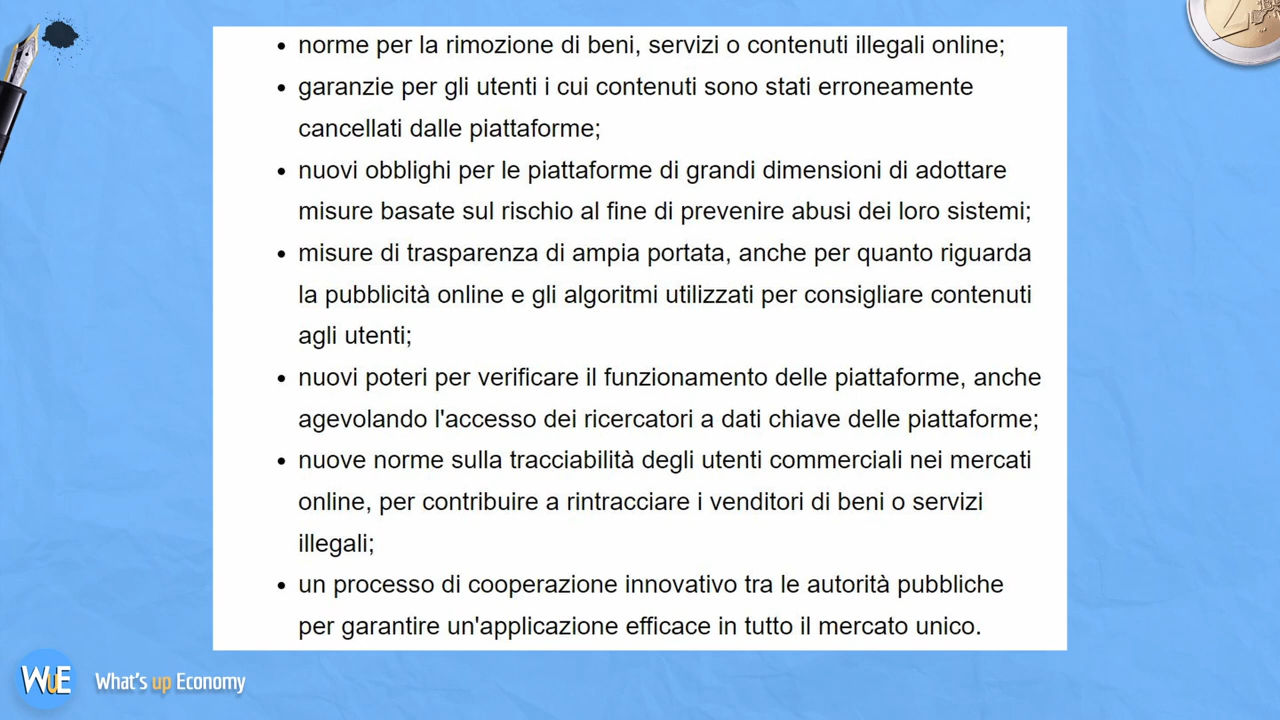 • norme per la rimozione di beni, servizi o contenuti illegali online;
• garanzie per gli utenti i cui contenuti sono stati erroneamente
cancellati dalle piattaforme;
• nuovi obblighi per le piattaforme di grandi dimensioni di adottare
misure basate sul rischio al fine di prevenire abusi dei loro sistemi;
• misure di trasparenza di ampia portata, anche per quanto riguarda
la pubblicità online e gli algoritmi utilizzati per consigliare contenuti
agli utenti;
• nuovi poteri per verificare il funzionamento delle piattaforme, anche
agevolando l'accesso dei ricercatori a dati chiave delle piattaforme;
• nuove norme sulla tracciabilità degli utenti commerciali nei mercati
online, per contribuire a rintracciare i venditori di beni o servizi
illegali;
• un processo di cooperazione innovativo tra le autorità pubbliche
per garantire un'applicazione efficace in tutto il mercato unico.
WuE What's up Economy